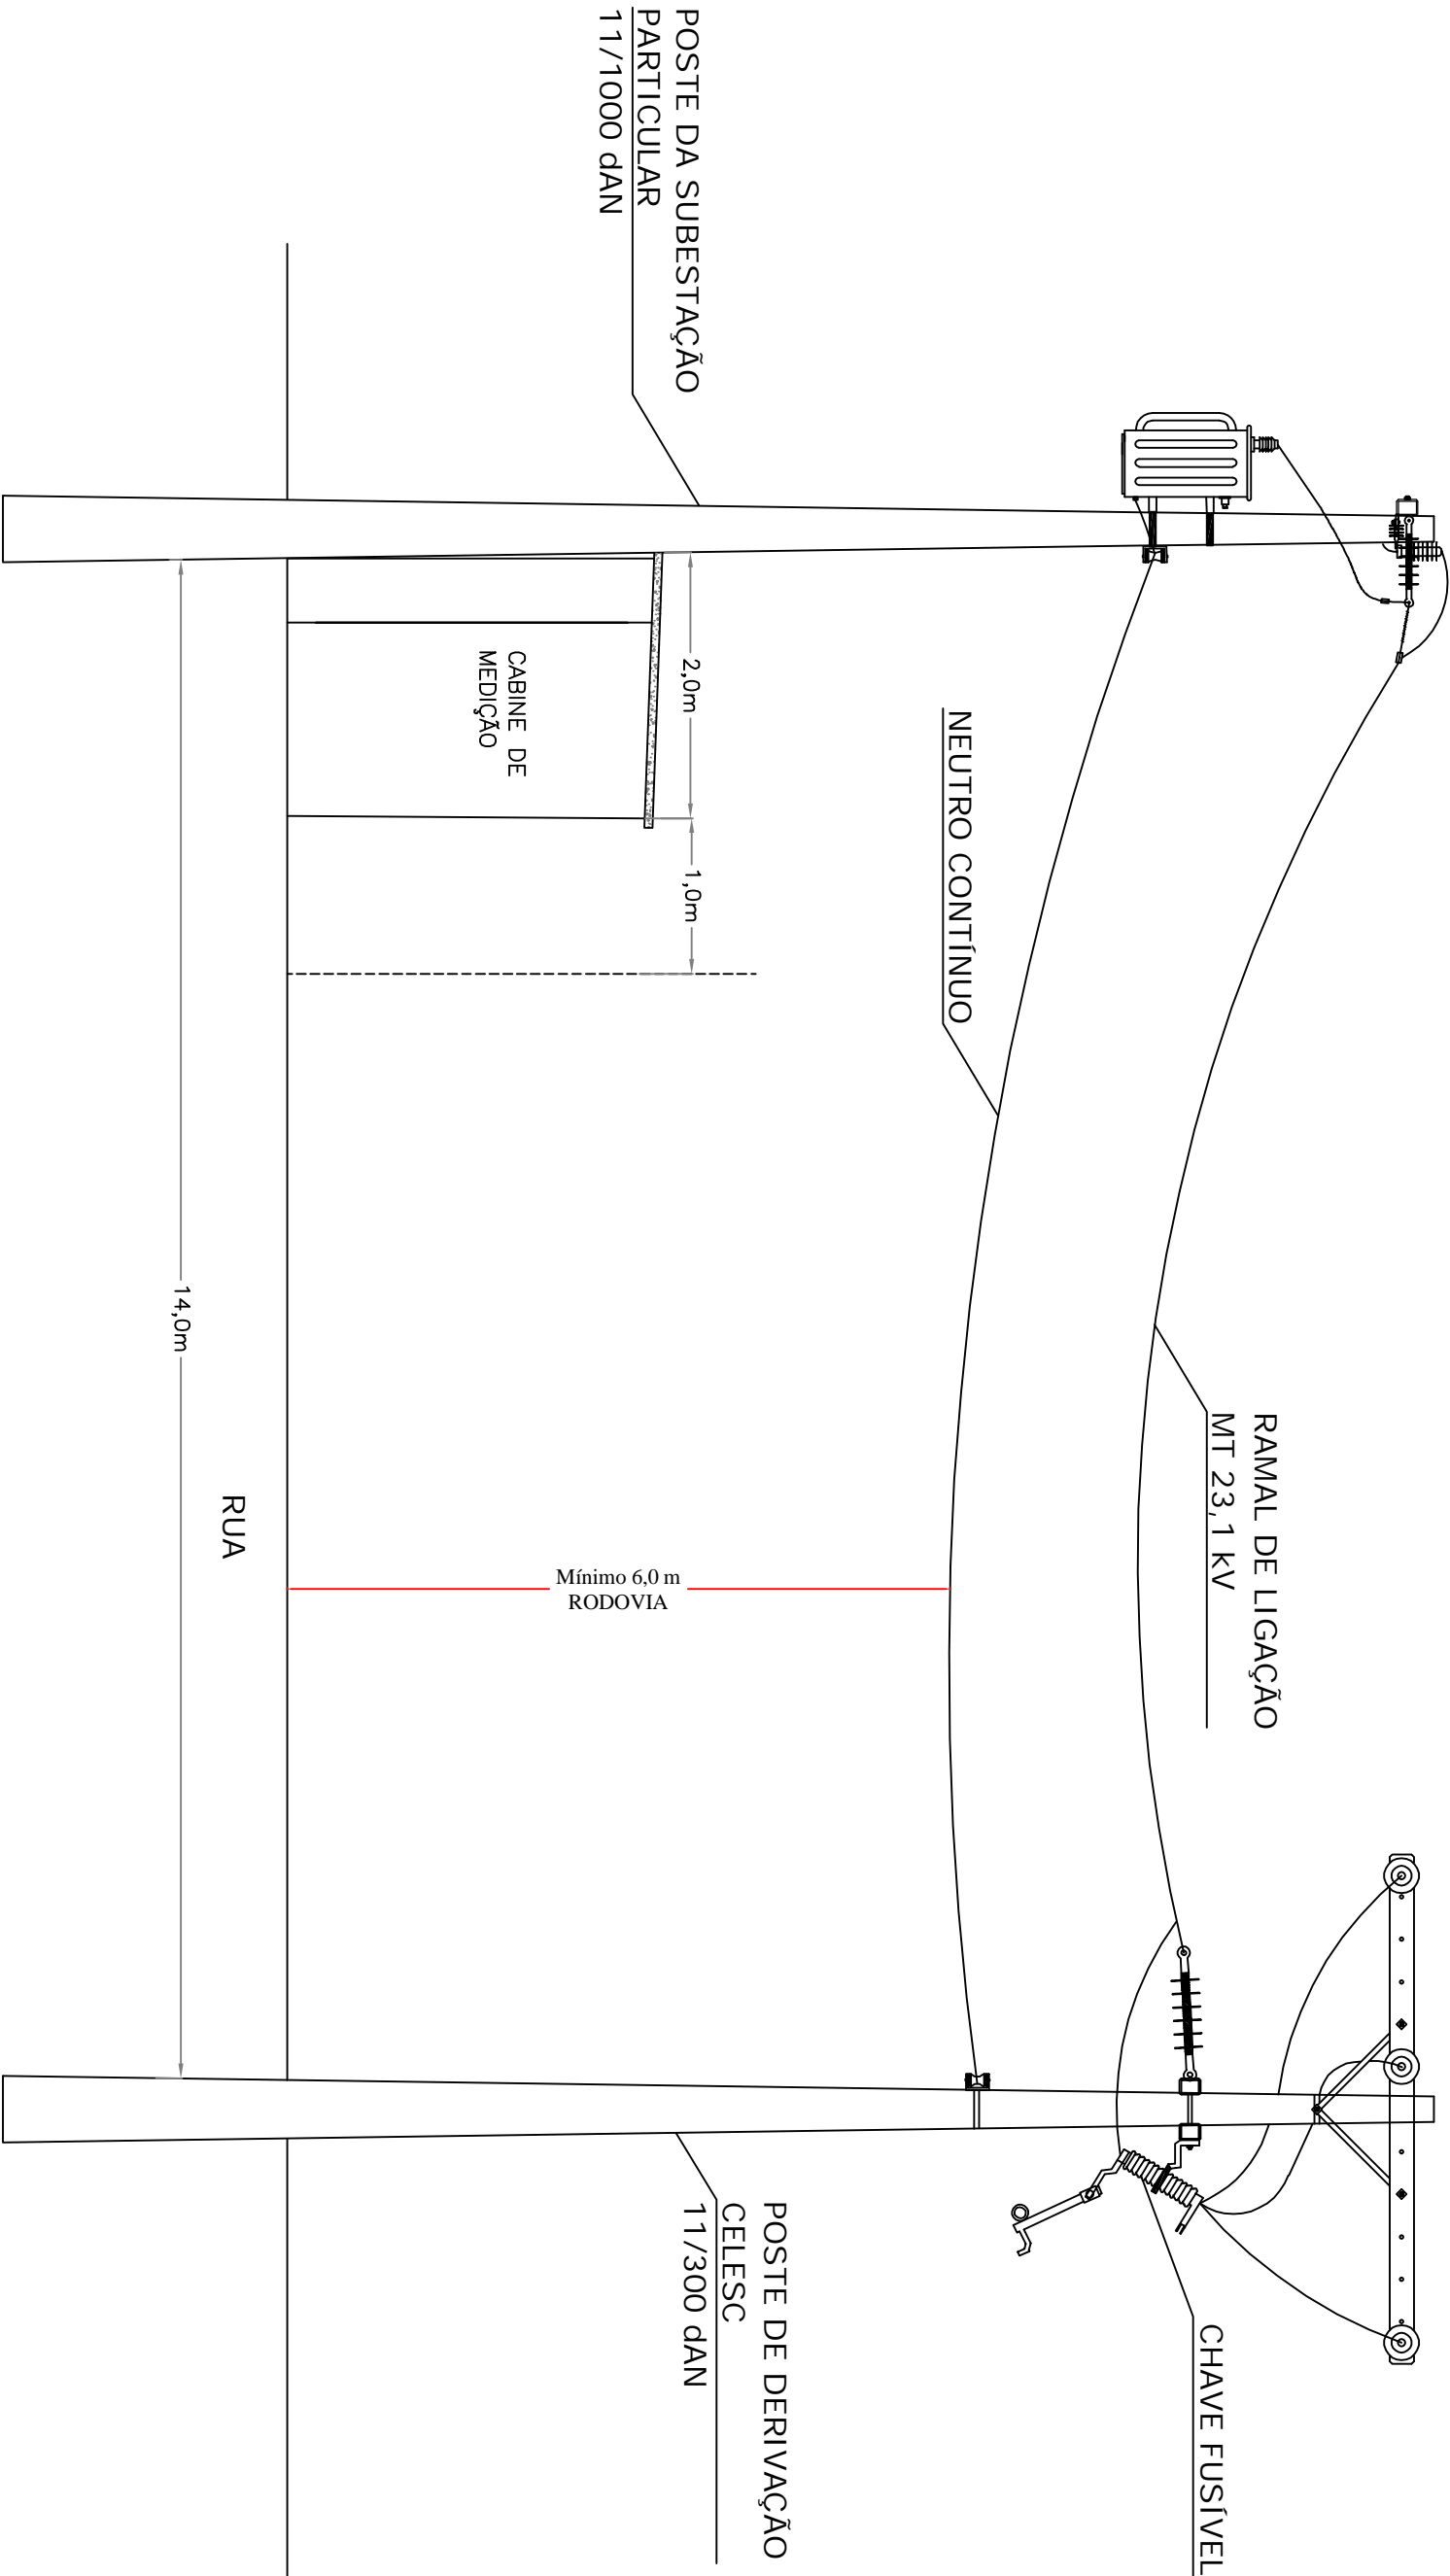 POSTE DA SUBESTAÇÃO
PARTICULAR
11/1000 dAN
CABINE DE
MEDIÇÃO
2,0m
1,0m
NEUTRO CONTÍNUO
14,0m
RUA
Mínimo 6,0 m
RODOVIA
RAMAL DE LIGAÇÃO
MT 23,1 kV
POSTE DE DERIVAÇÃO
CELESC
11/300 dAN
CHAVE FUSÍVEL